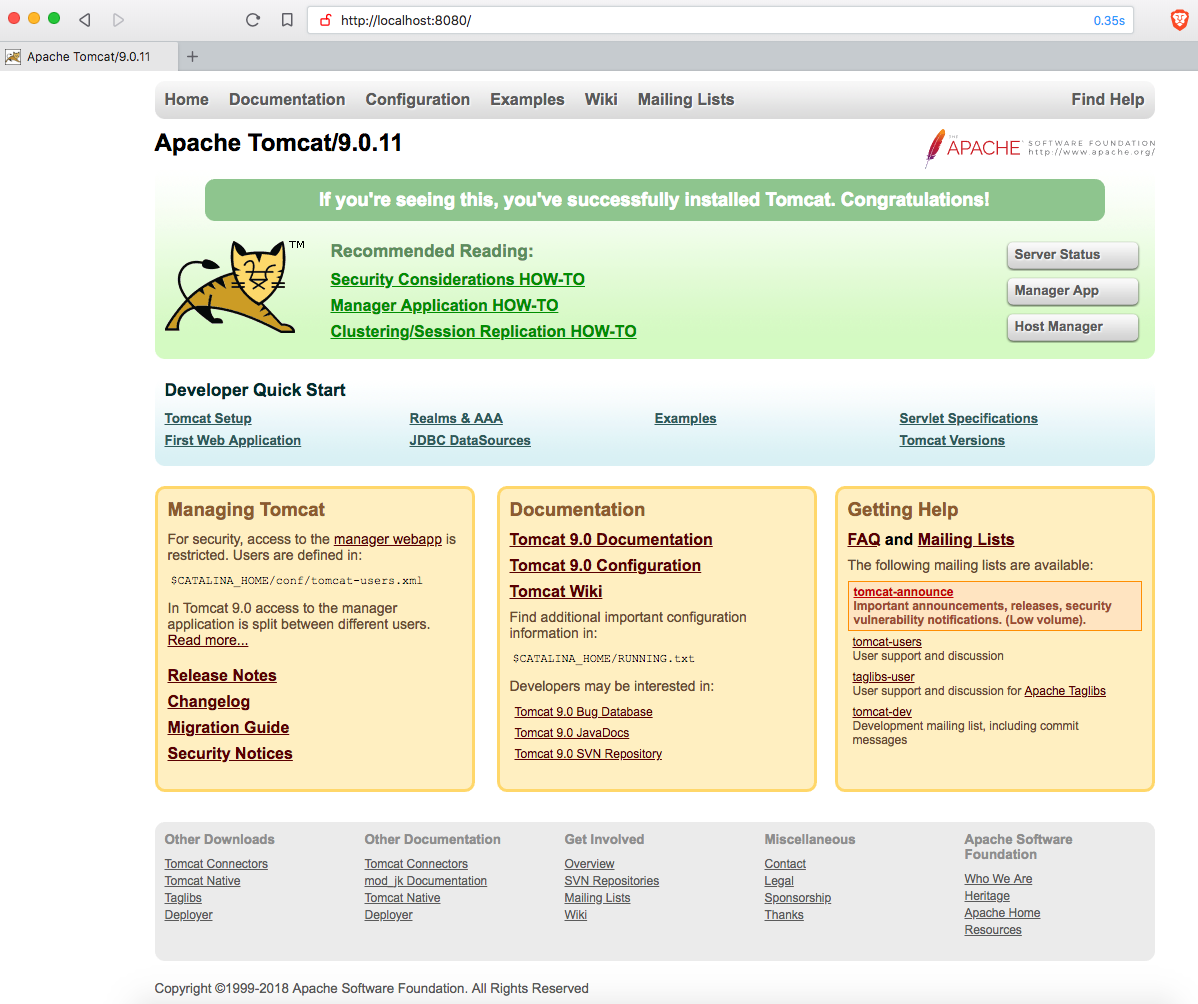 http://localhost:8080/
0.35s
Apache Tomcat/9.0.11
Home Documentation Configuration Examples Wiki Mailing Lists Find Help
Apache Tomcat/9.0.11
THE APACHE SOFTWARE FOUNDATION
http://www.apache.org/
If you're seeing this, you've successfully installed Tomcat. Congratulations!
TM
Recommended Reading:
Security Considerations HOW-TO
Manager Application HOW-TO
Clustering/Session Replication HOW-TO
Server Status
Manager App
Host Manager
Developer Quick Start
Tomcat Setup
First Web Application
Realms & AAA
JDBC DataSources
Examples
Servlet Specifications
Tomcat Versions
Managing Tomcat
For security, access to the manager webapp is
restricted. Users are defined in:
$CATALINA_HOME/conf/tomcat-users.xml
In Tomcat 9.0 access to the manager
application is split between different users.
Read more...
Release Notes
Changelog
Migration Guide
Security Notices
Documentation
Tomcat 9.0 Documentation
Tomcat 9.0 Configuration
Tomcat Wiki
Find additional important configuration
information in:
$CATALINA_HOME/RUNNING.txt
Developers may be interested in:
Tomcat 9.0 Bug Database
Tomcat 9.0 JavaDocs
Tomcat 9.0 SVN Repository
Getting Help
FAQ and Mailing Lists
The following mailing lists are available:
tomcat-announce
Important announcements, releases, security
vulnerability notifications. (Low volume).
tomcat-users
User support and discussion
taglibs-user
User support and discussion for Apache Taglibs
tomcat-dev
Development mailing list, including commit
messages
Other Downloads
Tomcat Connectors
Tomcat Native
Taglibs
Deployer
Other Documentation
Tomcat Connectors
mod_jk Documentation
Tomcat Native
Deployer
Get Involved
Overview
SVN Repositories
Mailing Lists
Wiki
Miscellaneous
Contact
Legal
Sponsorship
Thanks
Apache Software
Foundation
Who We Are
Heritage
Apache Home
Resources
Copyright ©1999-2018 Apache Software Foundation. All Rights Reserved